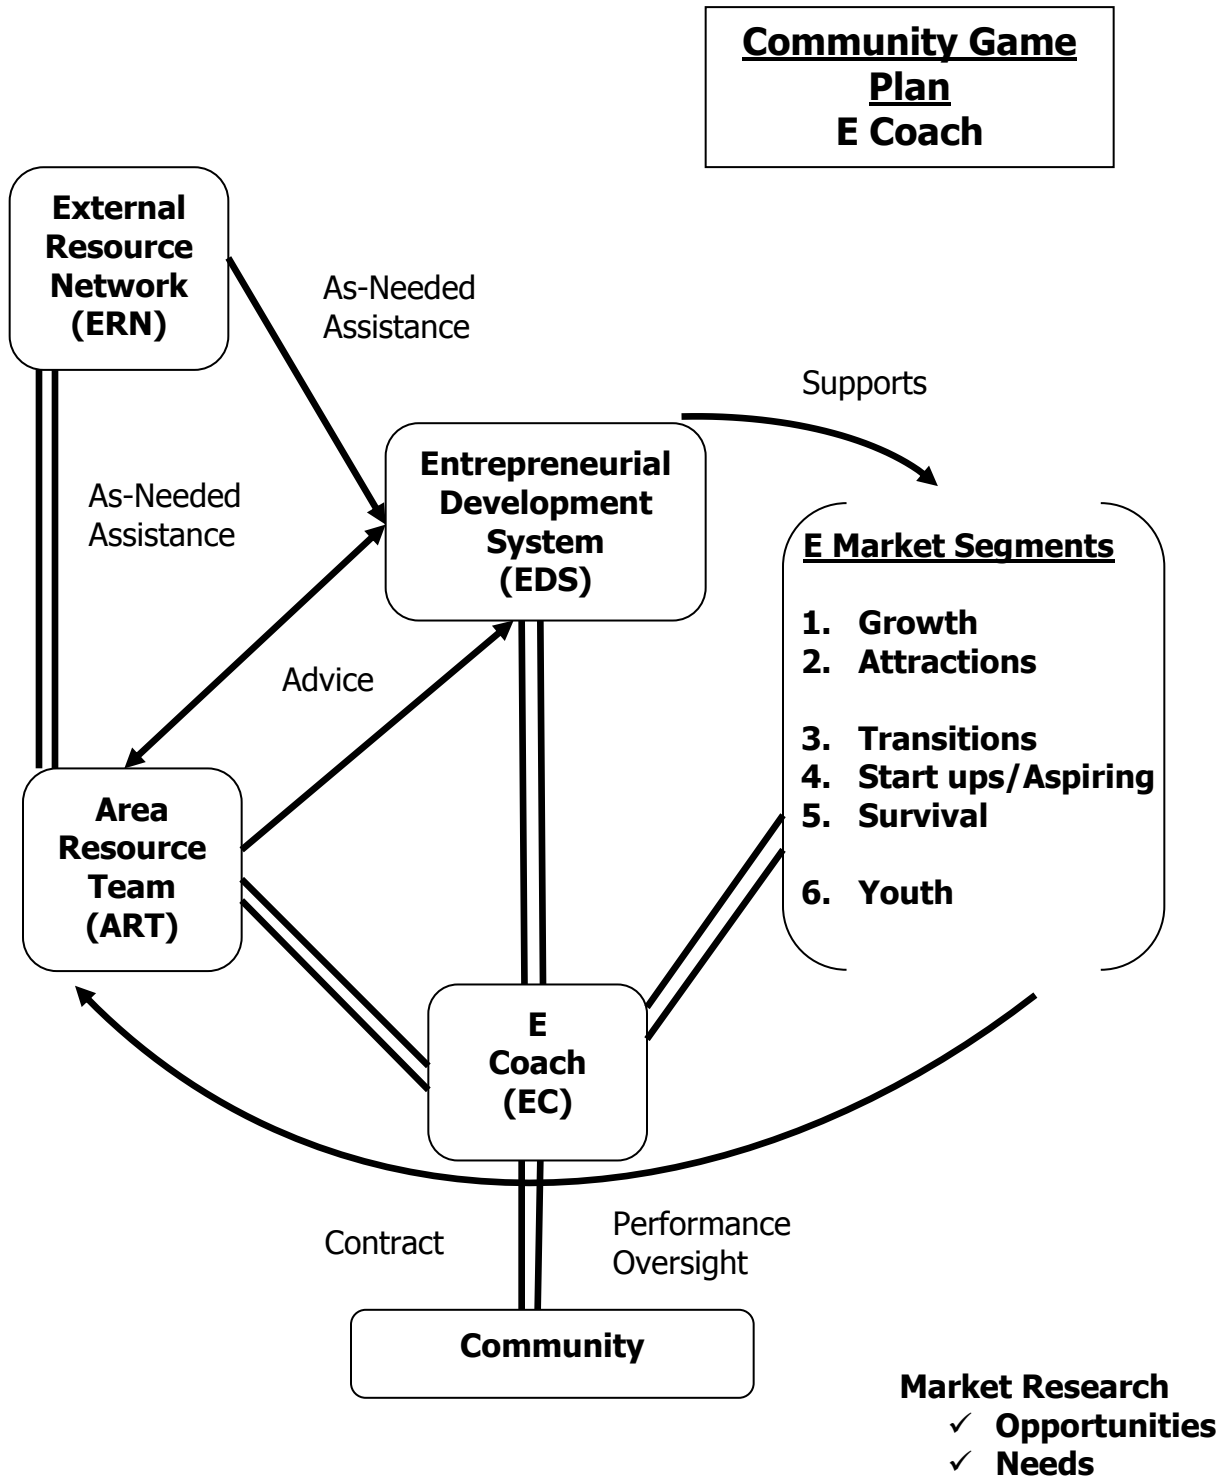 Community Game
Plan
E Coach
External
Resource
Network
(ERN)
As-Needed
Assistance
Supports
Entrepreneurial
Development
System
(EDS)
As-Needed
Assistance
E Market Segments
1. Growth
2. Attractions
3. Transitions
4. Start ups/Aspiring
5. Survival
6. Youth
Advice
Area
Resource
Team
(ART)
E
Coach
(EC)
Contract
Performance
Oversight
Community
Market Research
✓ Opportunities
✓ Needs